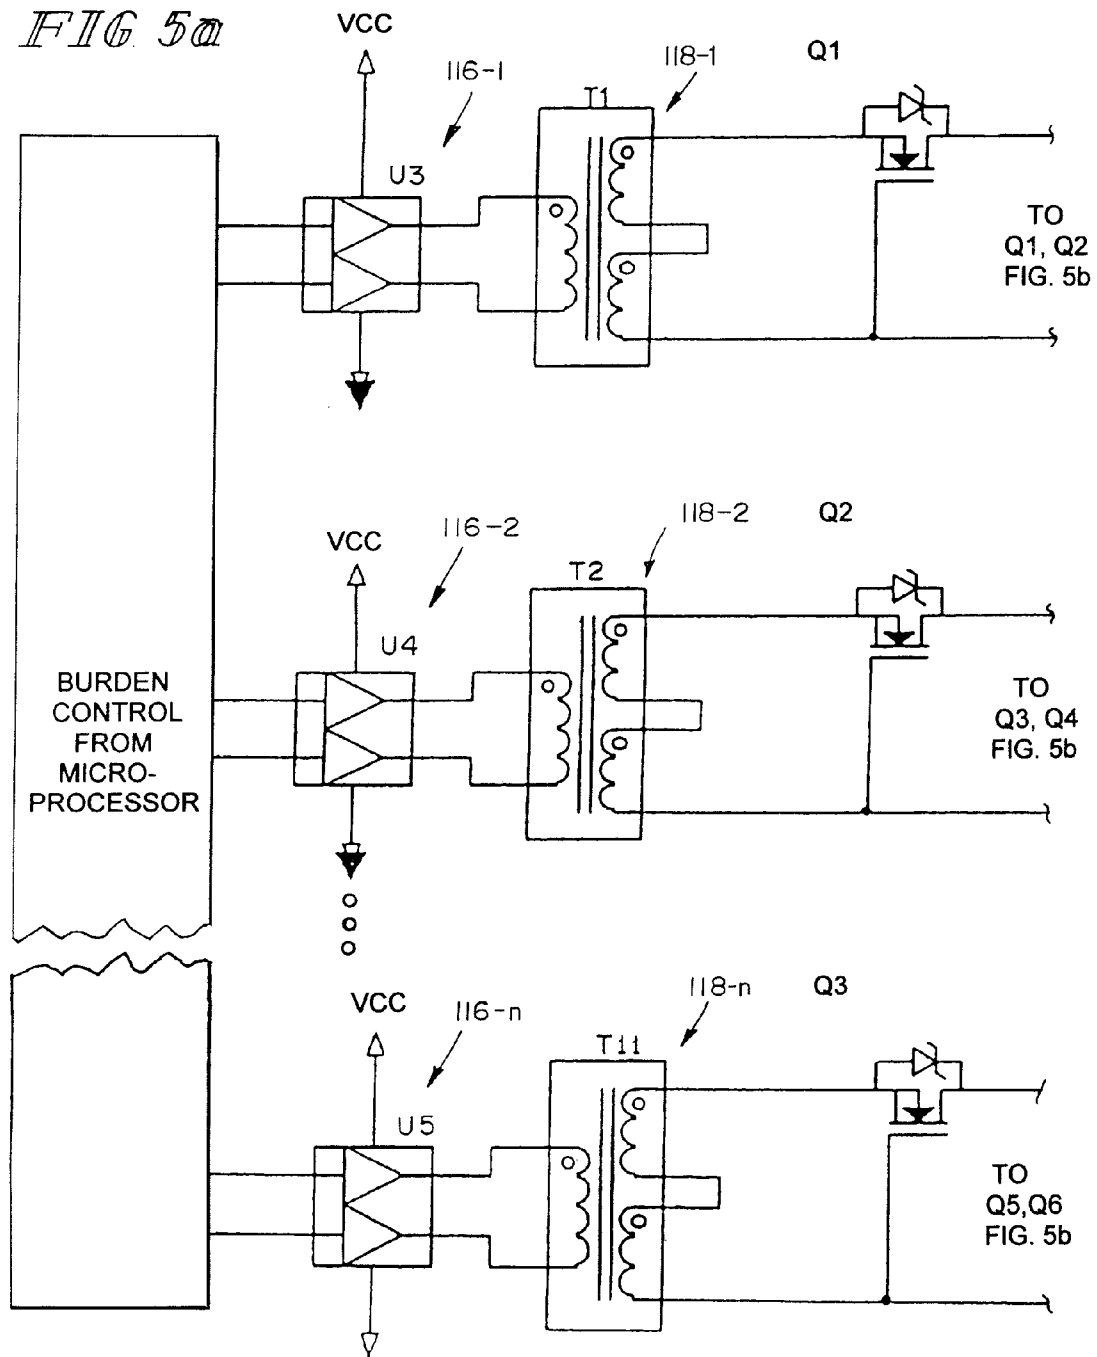 FIG 5a
VCC
116-1
118-1
Q1
T1
U3
TO
Q1, Q2
FIG. 5b
VCC
116-2
118-2
Q2
T2
U4
BURDEN
CONTROL
FROM
MICRO-
PROCESSOR
TO
Q3, Q4
FIG. 5b
VCC
116-n
118-n
Q3
T11
U5
TO
Q5,Q6
FIG. 5b